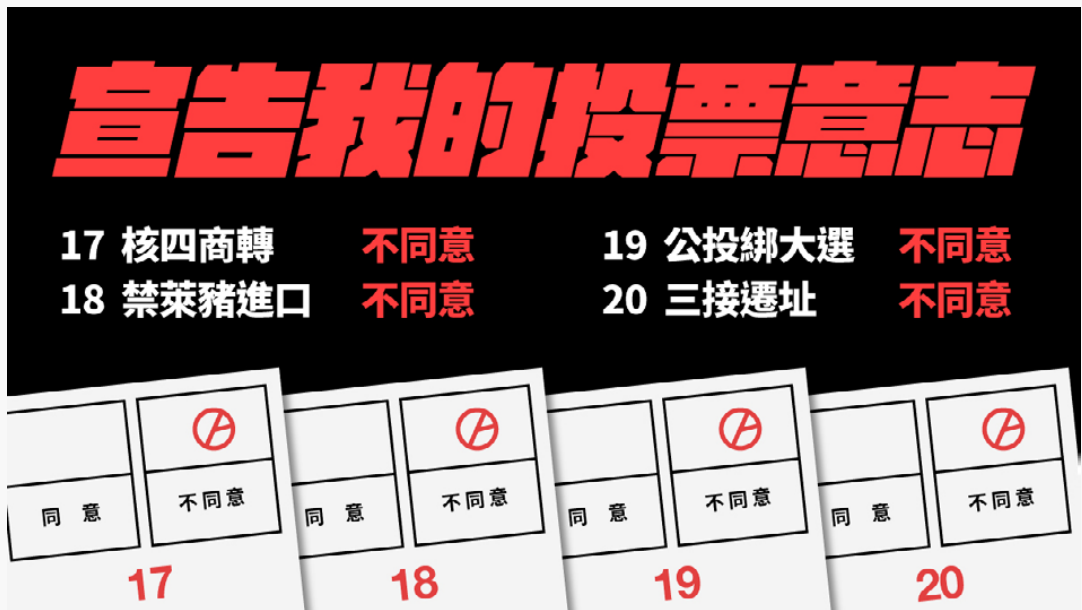 宣告我的投票意志
17 核四商轉 不同意
18 禁萊豬進口 不同意
19 公投綁大選 不同意
20 三接遷址 不同意
同 意 不同意
17
同 意 不同意
18
同 意 不同意
19
同 意 不同意
20